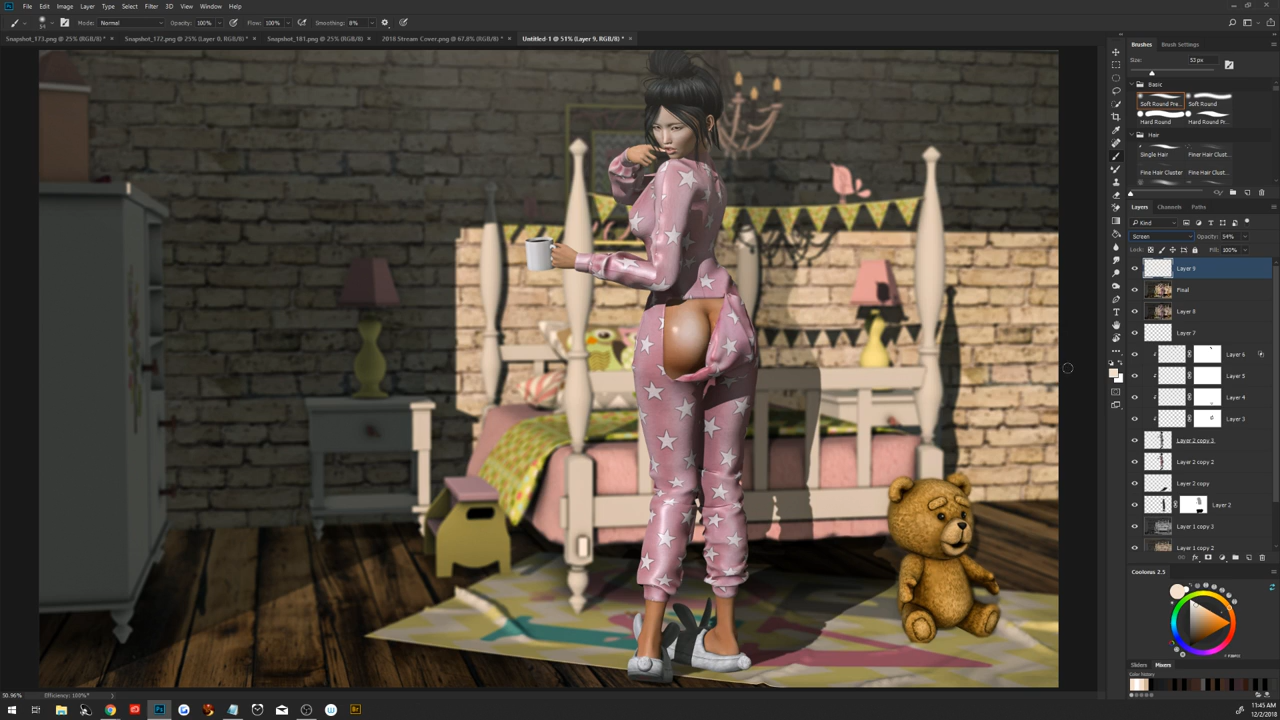 File Edit Image Layer Type Select Filter 3D View Window Help
Mode: Normal Opacity: 100% Flow: 100% Smoothing: 8%
Snapshot_173.png @ 25% (RGB/8) * × Snapshot_172.png @ 25% (Layer 0, RGB/8) * × Snapshot_181.png @ 25% (RGB/8) × 2018 Stream Cover.png @ 67.8% (RGB/8) * × Untitled-1 @ 51% (Layer 9, RGB/8) * ×
Brushes Brush Settings
Size: 53 px
Basic
Soft Round Pre... Soft Round
Hard Round Hard Round Pr...
Hair
Single Hair Finer Hair Clust...
Fine Hair Cluster Fine Hair Clust...
Layers Channels Paths
Kind
Screen Opacity: 54%
Lock: Fill: 100%
Layer 9
Final
Layer 8
Layer 7
Layer 6
Layer 5
Layer 4
Layer 3
Layer 2 copy 3
Layer 2 copy 2
Layer 2 copy
Layer 2
Layer 1 copy 3
Layer 1 copy 2
Coolorus 2.5
Sliders Mixers
Color history
50.96% Efficiency: 100%*
11:45 AM
12/2/2018